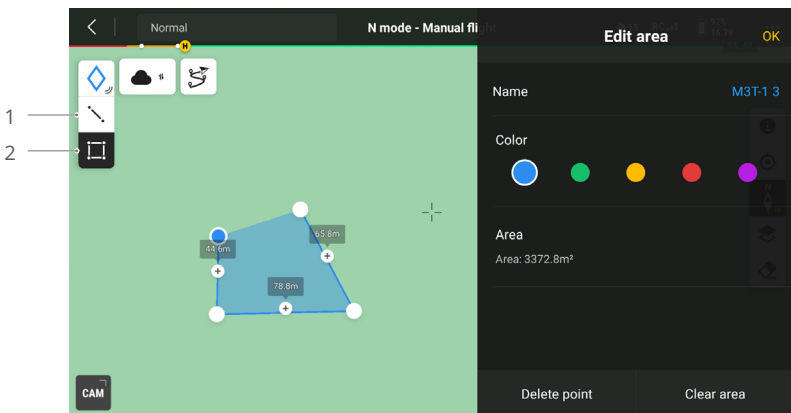 Normal
N mode - Manual fli
Edit area
OK
H
1
2
Name
M3T-1 3
Color
Area
Area: 3372.8m²
65.8m
44.6m
78.8m
N
CAM
Delete point
Clear area